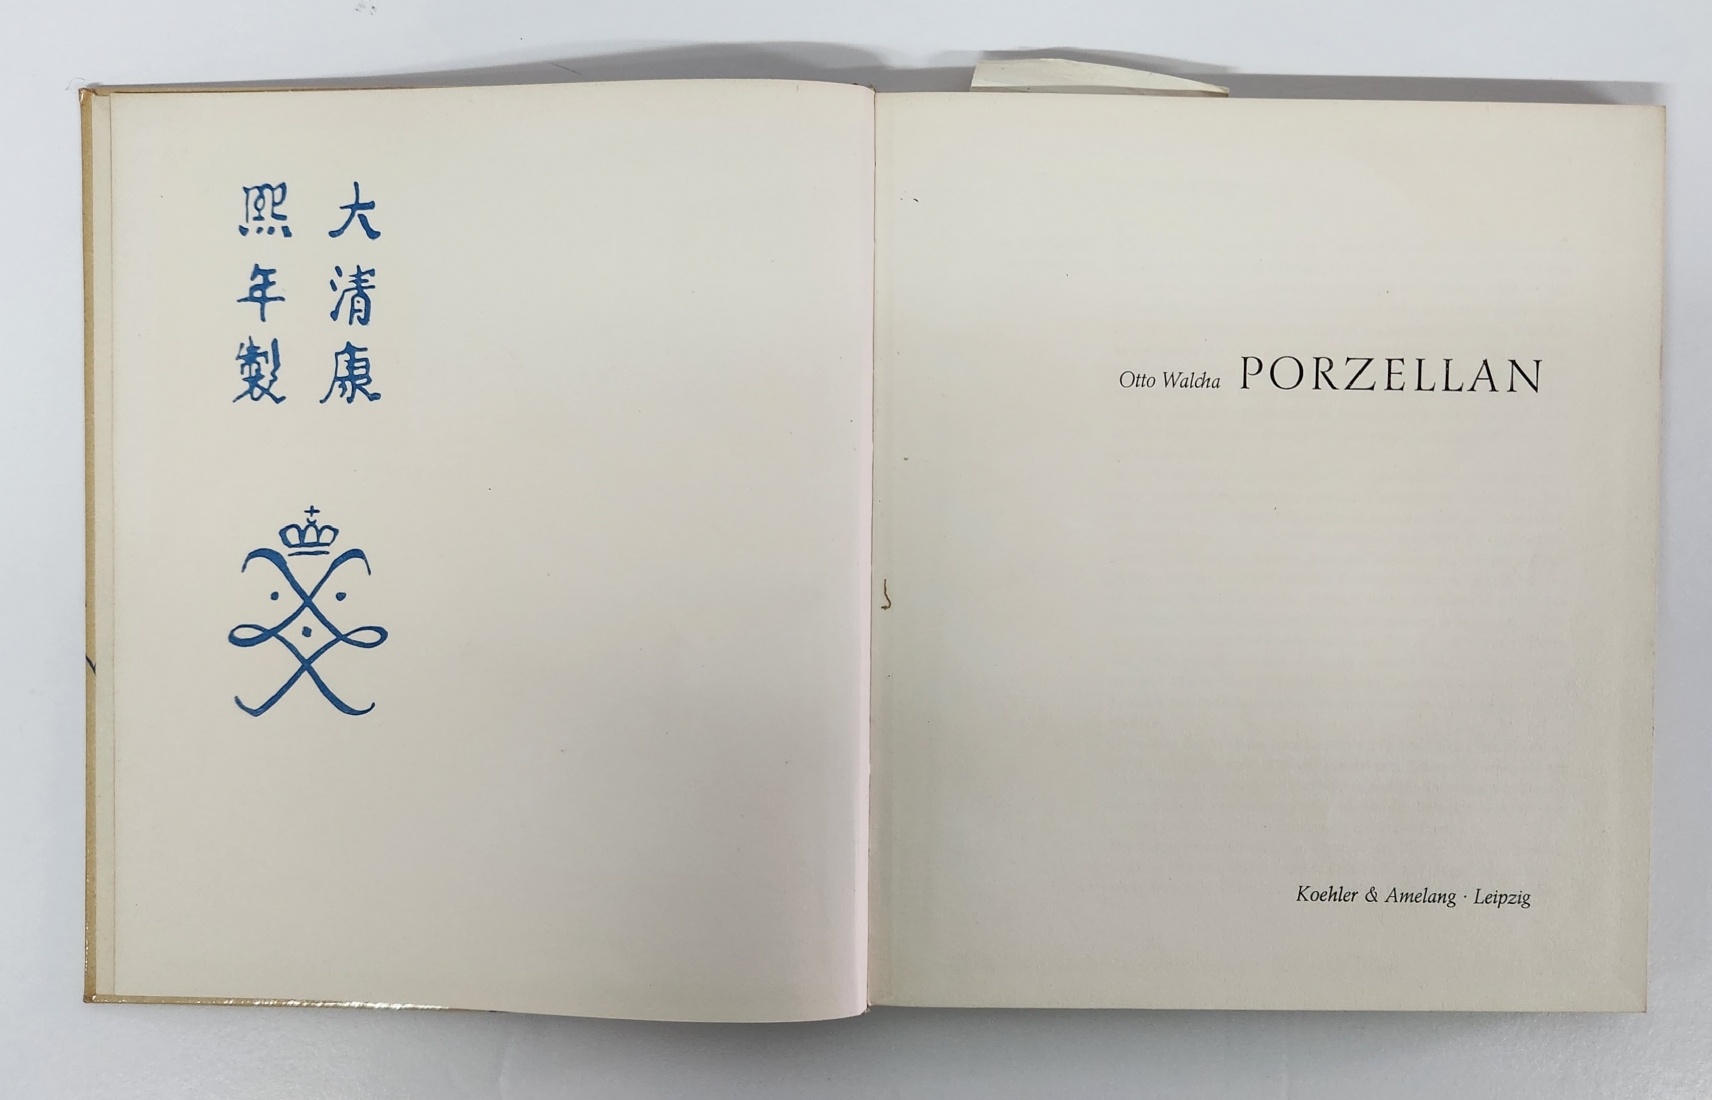 大清康
熙年製
Otto Walcha PORZELLAN
Koehler & Amelang · Leipzig